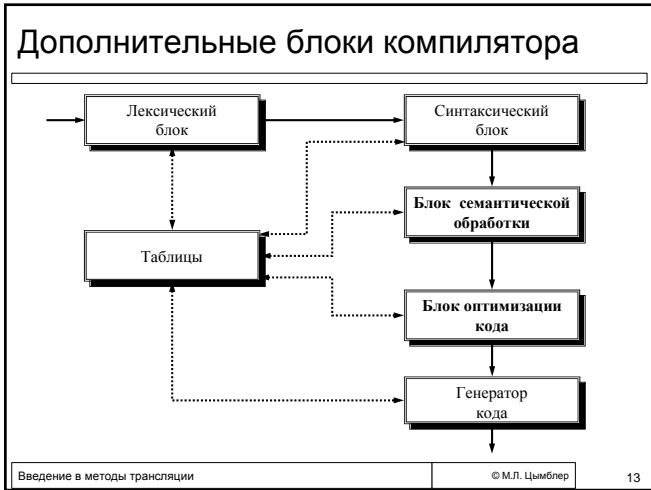 Дополнительные блоки компилятора
Лексический
блок
Синтаксический
блок
Блок семантической
обработки
Таблицы
Блок оптимизации
кода
Генератор
кода
Введение в методы трансляции
© М.Л. Цымблер
13